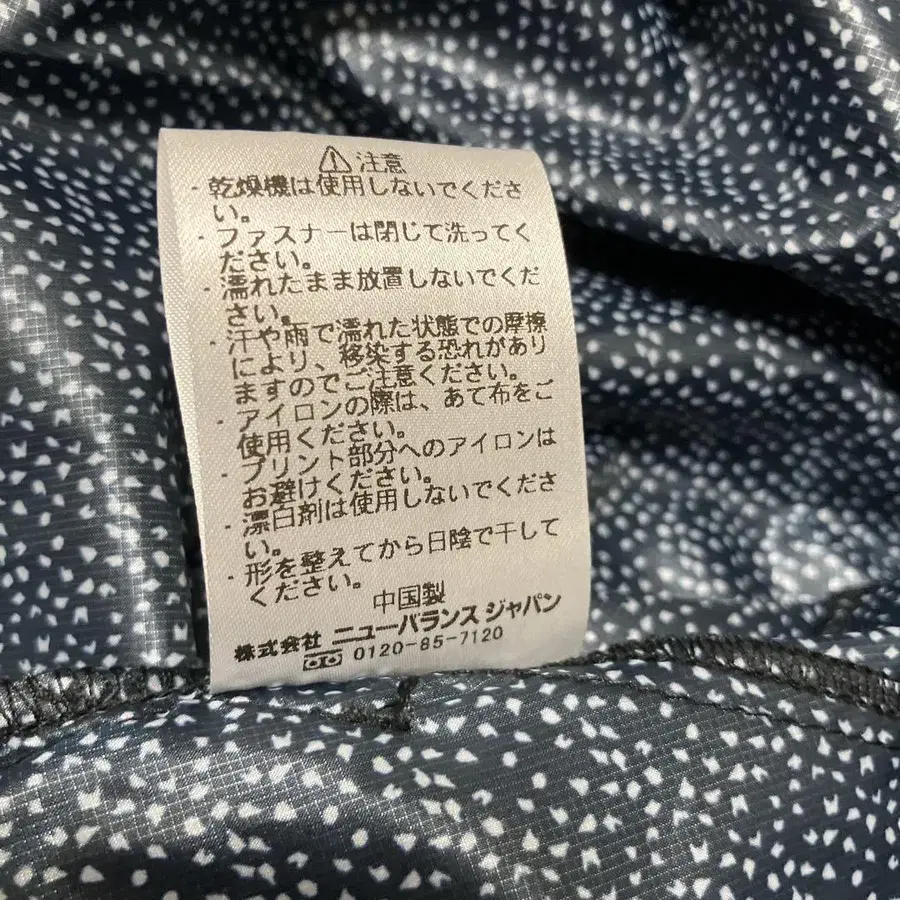 ⚠ 注意
・乾燥機は使用しないでくださ
い。
・ファスナーは閉じて洗ってく
ださい。
・濡れたまま放置しないでくだ
さい。
・汗や雨で濡れた状態での摩擦
により、移染する恐れがあり
ますのでご注意ください。
・アイロンの際は、あて布をご
使用ください。
・プリント部分へのアイロンは
お避けください。
・漂白剤は使用しないでくださ
い。
・形を整えてから日陰で干して
ください。
中国製
株式会社 ニューバランス ジャパン
0120-85-7120